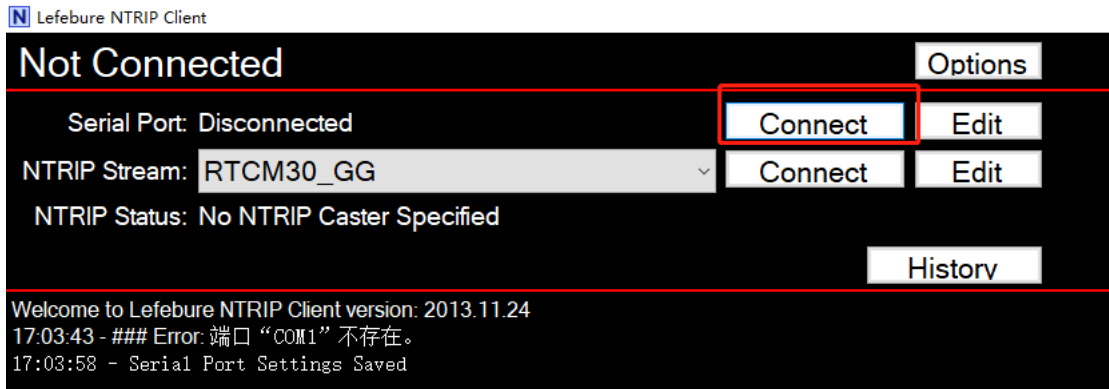 N Lefebure NTRIP Client
Not Connected Options
Serial Port: Disconnected Connect Edit
NTRIP Stream: RTCM30_GG Connect Edit
NTRIP Status: No NTRIP Caster Specified
History
Welcome to Lefebure NTRIP Client version: 2013.11.24
17:03:43 - ### Error: 端口“COM1”不存在。
17:03:58 - Serial Port Settings Saved